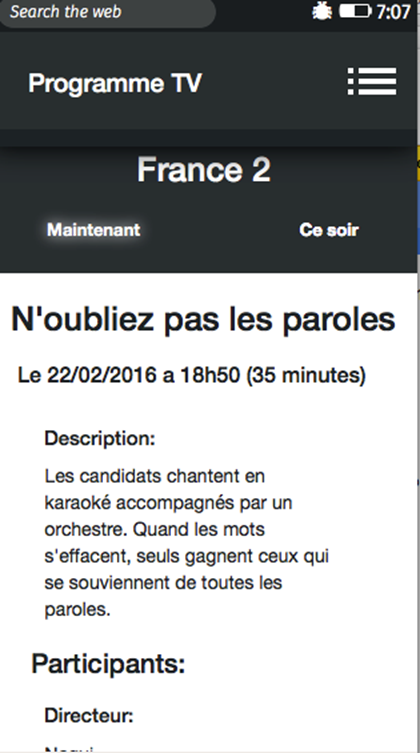 Search the web
7:07
Programme TV
France 2
Maintenant Ce soir
N'oubliez pas les paroles
Le 22/02/2016 a 18h50 (35 minutes)
Description:
Les candidats chantent en
karaoké accompagnés par un
orchestre. Quand les mots
s'effacent, seuls gagnent ceux qui
se souviennent de toutes les
paroles.
Participants:
Directeur: